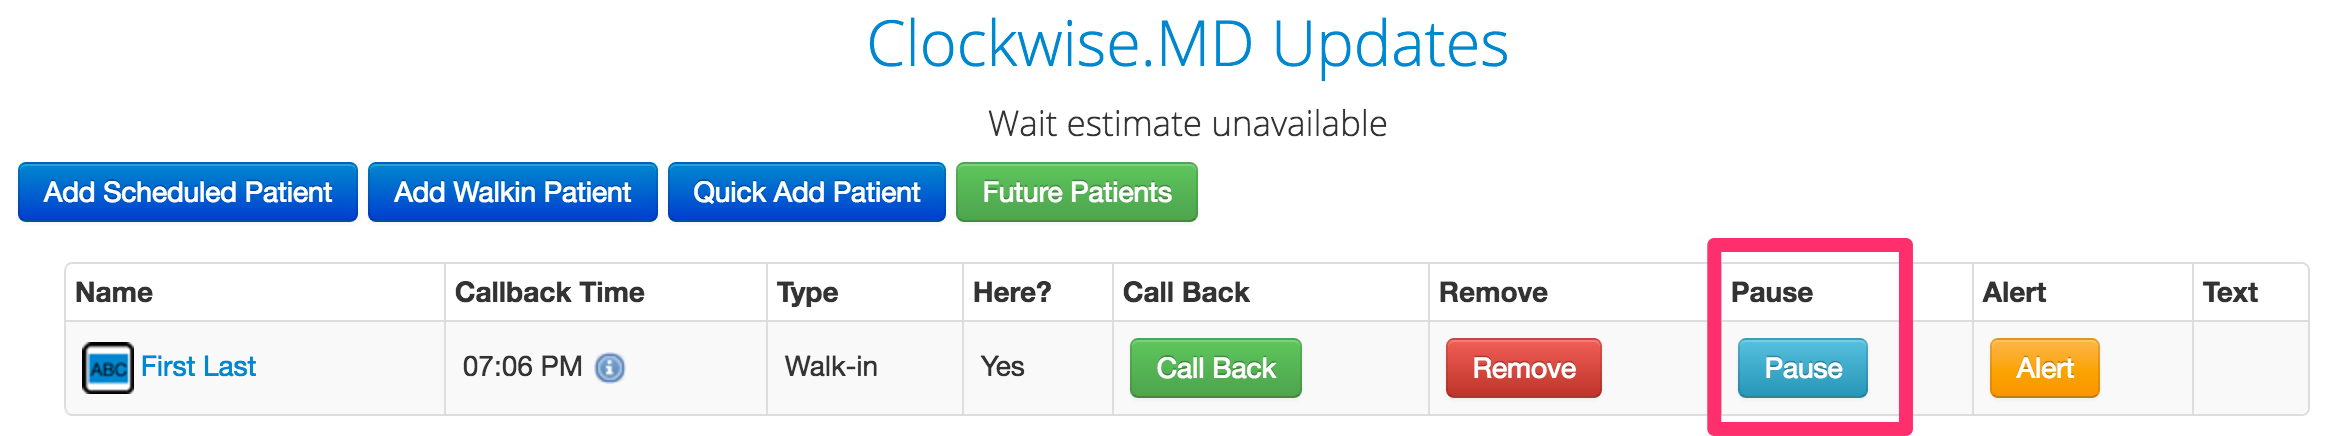 Clockwise.MD Updates
Wait estimate unavailable
Add Scheduled Patient Add Walkin Patient Quick Add Patient Future Patients
Name Callback Time Type Here? Call Back Remove Pause Alert Text
ABC First Last 07:06 PM i Walk-in Yes Call Back Remove Pause Alert